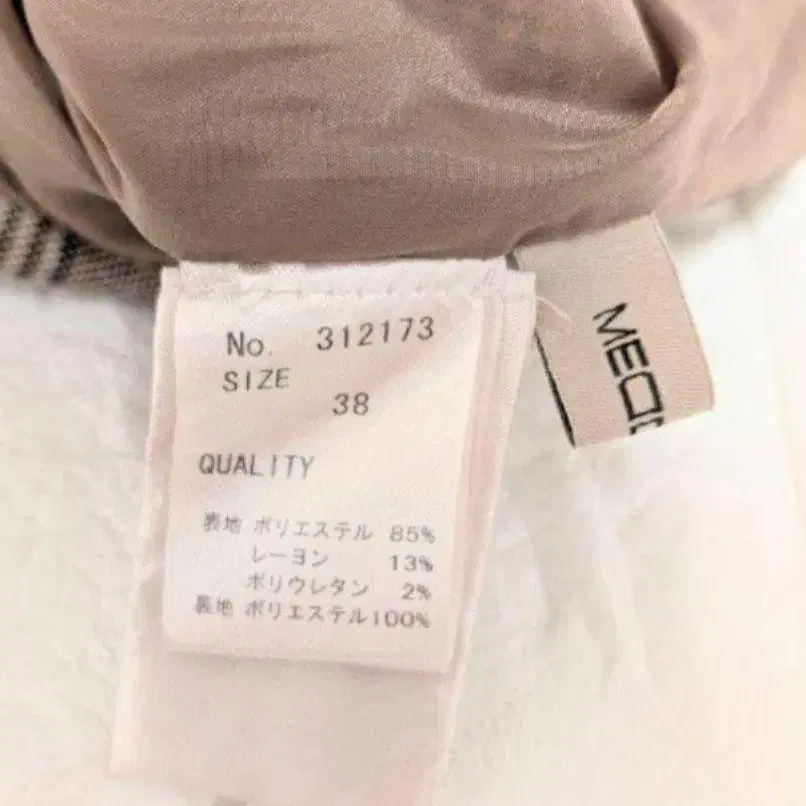 No. 312173
SIZE
38
QUALITY
表地 ポリエステル 85%
レーヨン 13%
ポリウレタン 2%
裏地 ポリエステル100%